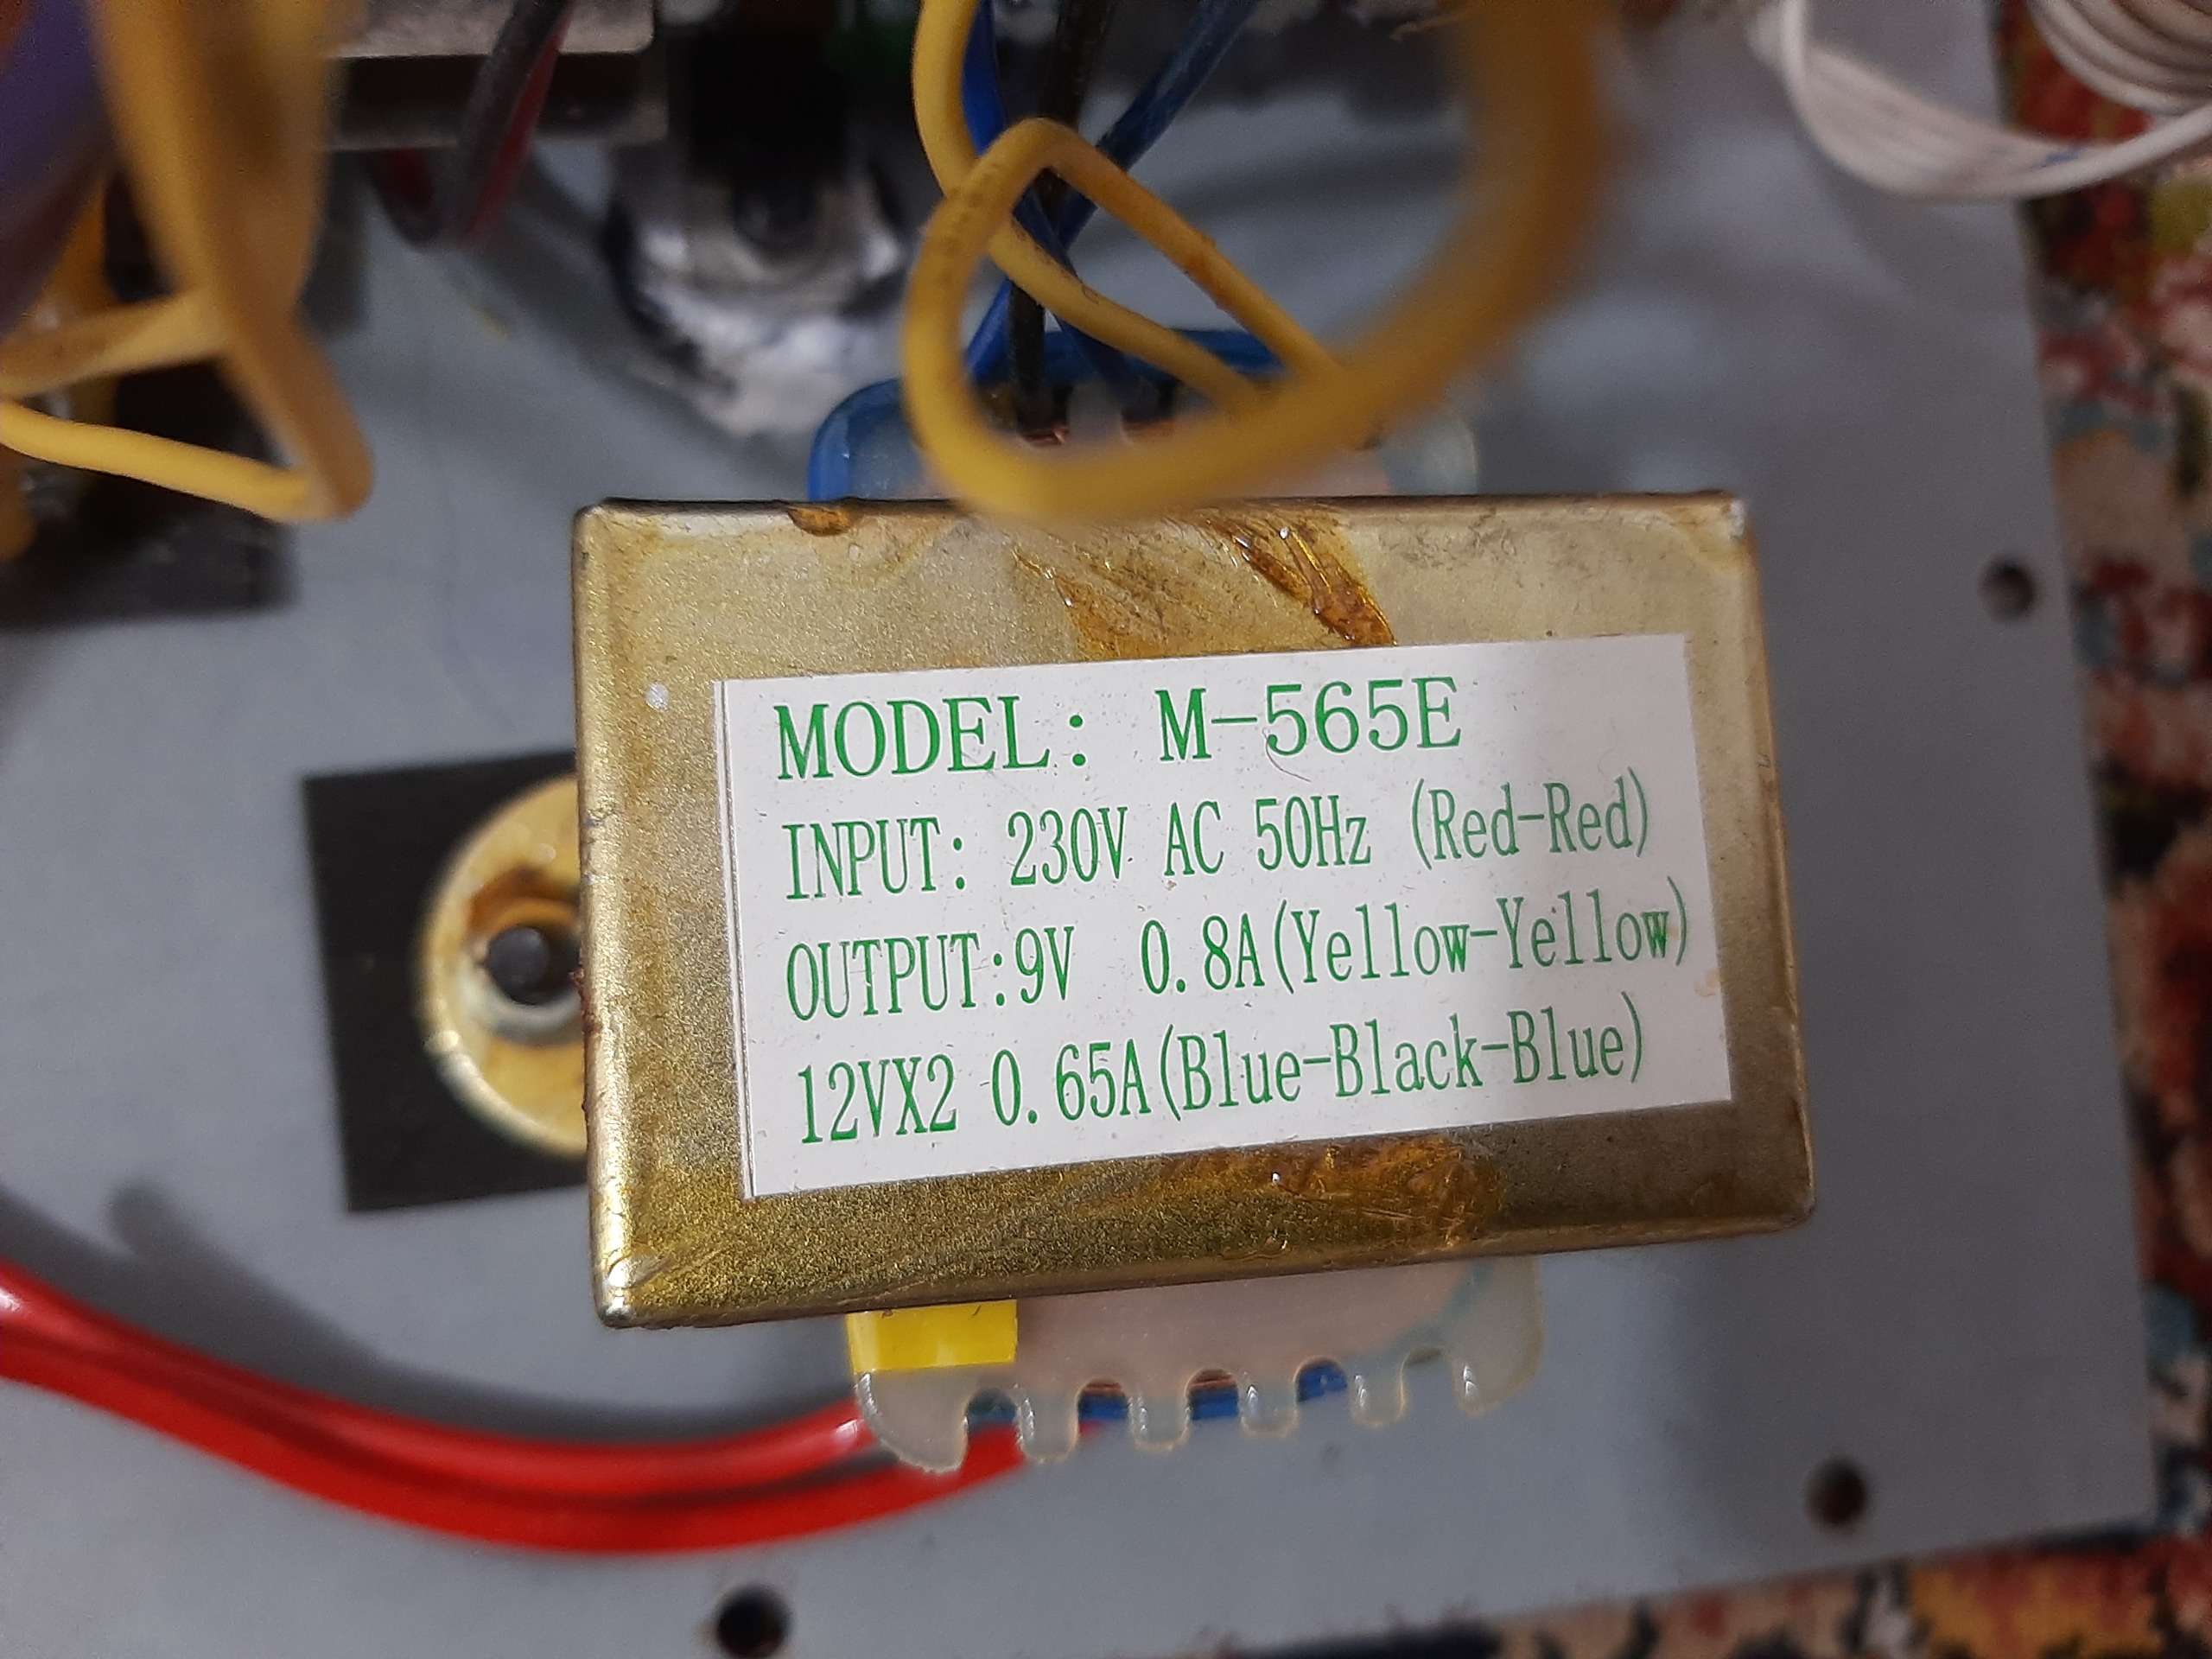 MODEL: M-565E
INPUT: 230V AC 50Hz (Red-Red)
OUTPUT:9V 0.8A(Yellow-Yellow)
12VX2 0.65A(Blue-Black-Blue)